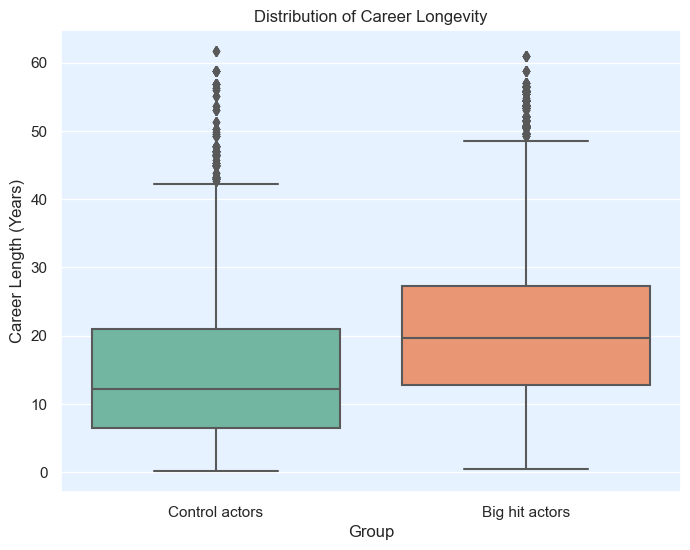 Distribution of Career Longevity
Career Length (Years)
60
50
40
30
20
10
0
Control actors
Big hit actors
Group